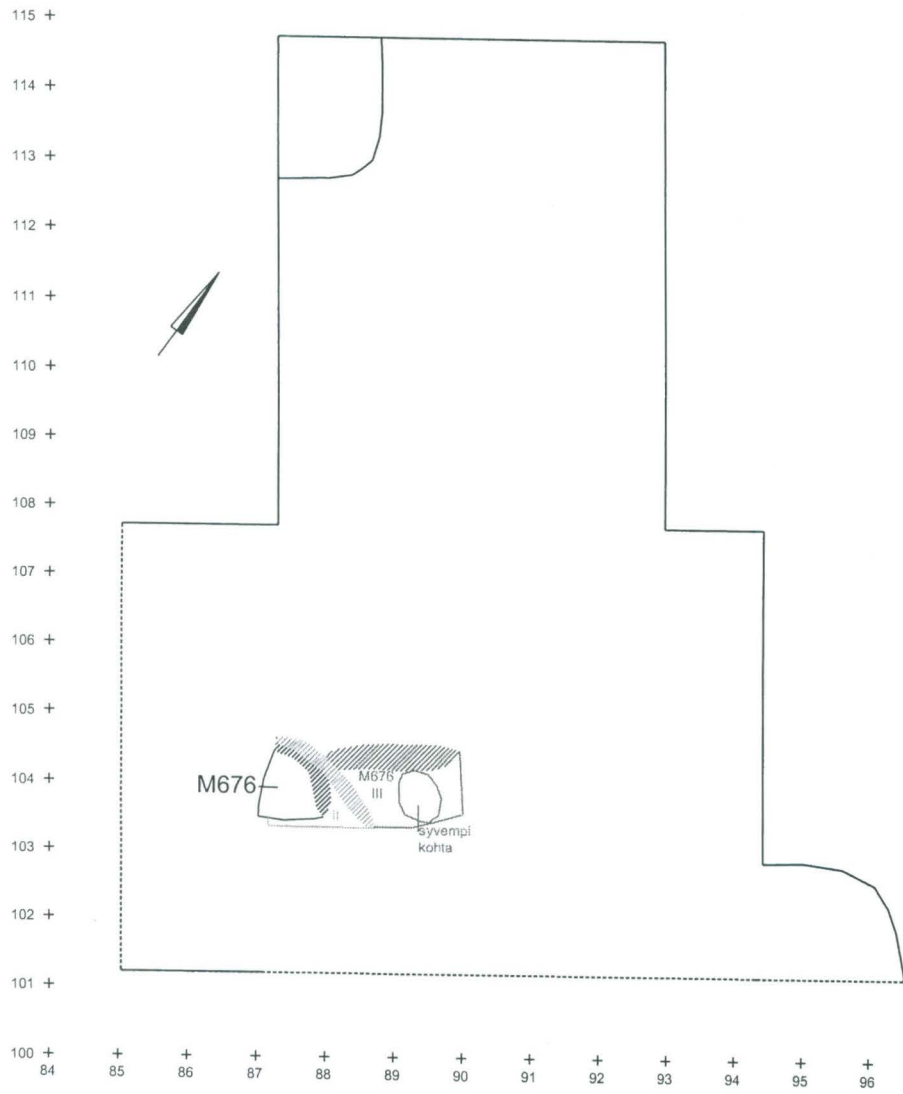 115 +
114 +
113 +
112 +
111 +
110 +
109 +
108 +
107 +
106 +
105 +
104 +
M676
M676
III
II
syvempi
kohta
103 +
102 +
101 +
100 +
+ + + + + + + + + + + +
84 85 86 87 88 89 90 91 92 93 94 95 96